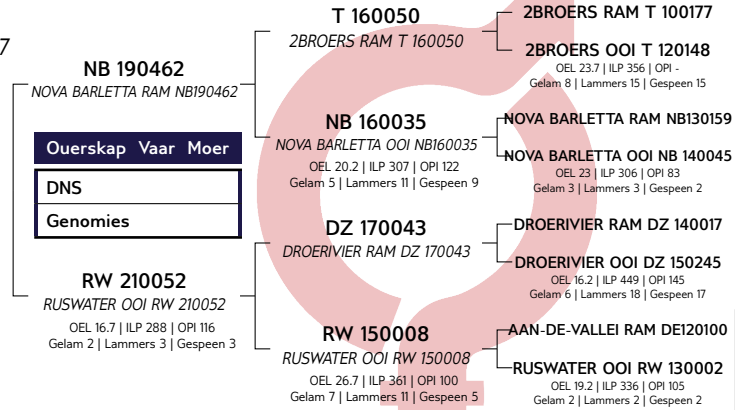 7
NB 190462
NOVA BARLETTA RAM NB190462
Ouerskap Vaar Moer
DNS
Genomies
RW 210052
RUSWATER OOI RW 210052
OEL 16.7 | ILP 288 | OPI 116
Gelam 2 | Lammers 3 | Gespeen 3
T 160050
2BROERS RAM T 160050
NB 160035
NOVA BARLETTA OOI NB160035
OEL 20.2 | ILP 307 | OPI 122
Gelam 5 | Lammers 11 | Gespeen 9
DZ 170043
DROERIVIER RAM DZ 170043
RW 150008
RUSWATER OOI RW 150008
OEL 26.7 | ILP 361 | OPI 100
Gelam 7 | Lammers 11 | Gespeen 5
2BROERS RAM T 100177
2BROERS OOI T 120148
OEL 23.7 | ILP 356 | OPI -
Gelam 8 | Lammers 15 | Gespeen 15
NOVA BARLETTA RAM NB130159
NOVA BARLETTA OOI NB 140045
OEL 23 | ILP 306 | OPI 83
Gelam 3 | Lammers 3 | Gespeen 2
DROERIVIER RAM DZ 140017
DROERIVIER OOI DZ 150245
OEL 16.2 | ILP 449 | OPI 145
Gelam 6 | Lammers 18 | Gespeen 17
AAN-DE-VALLEI RAM DE120100
RUSWATER OOI RW 130002
OEL 19.2 | ILP 336 | OPI 105
Gelam 2 | Lammers 2 | Gespeen 2